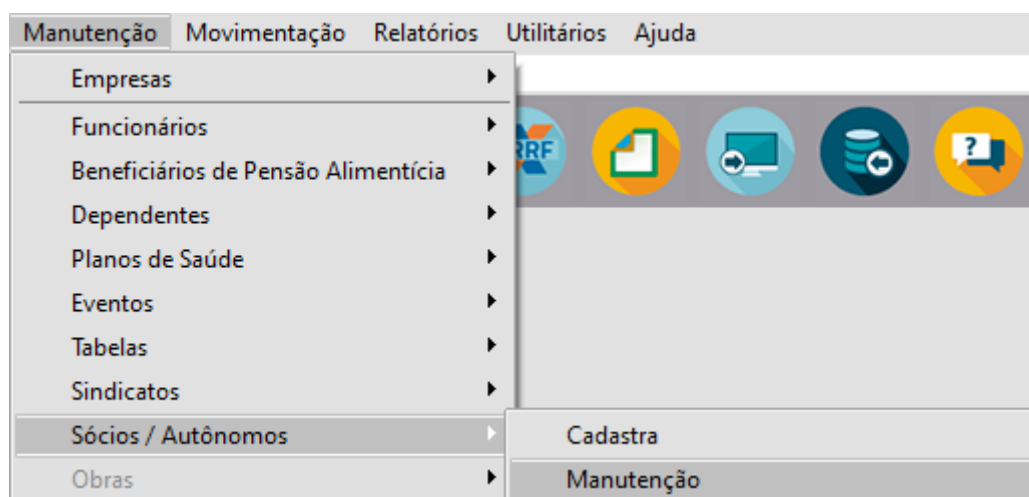 Manutenção Movimentação Relatórios Utilitários Ajuda
Empresas
Funcionários
RRF
Beneficiários de Pensão Alimentícia
Dependentes
Planos de Saúde
Eventos
Tabelas
Sindicatos
Sócios / Autônomos
Cadastra
Obras
Manutenção